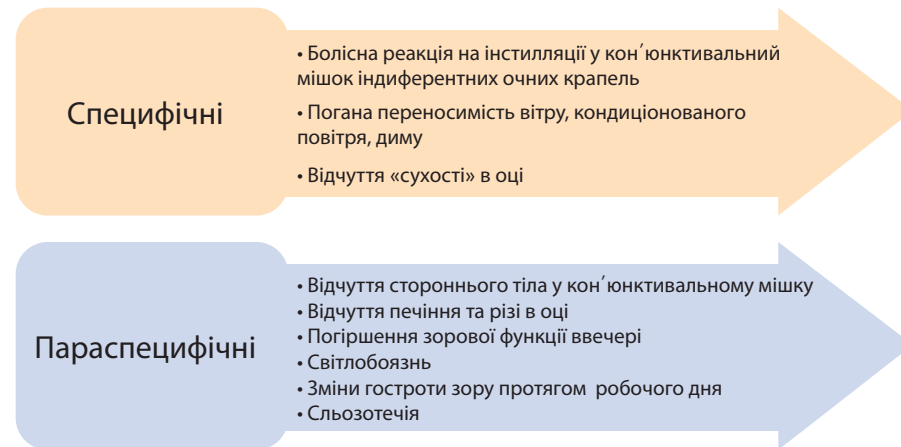 Специфічні
• Болісна реакція на інстилляції у кон′юнктивальний
мішок індиферентних очних крапель
• Погана переносимість вітру, кондиціонованого
повітря, диму
• Відчуття «сухості» в оці
Параспецифічні
• Відчуття стороннього тіла у кон′юнктивальному мішку
• Відчуття печіння та різі в оці
• Погіршення зорової функції ввечері
• Світлобоязнь
• Зміни гостроти зору протягом робочого дня
• Сльозотечія